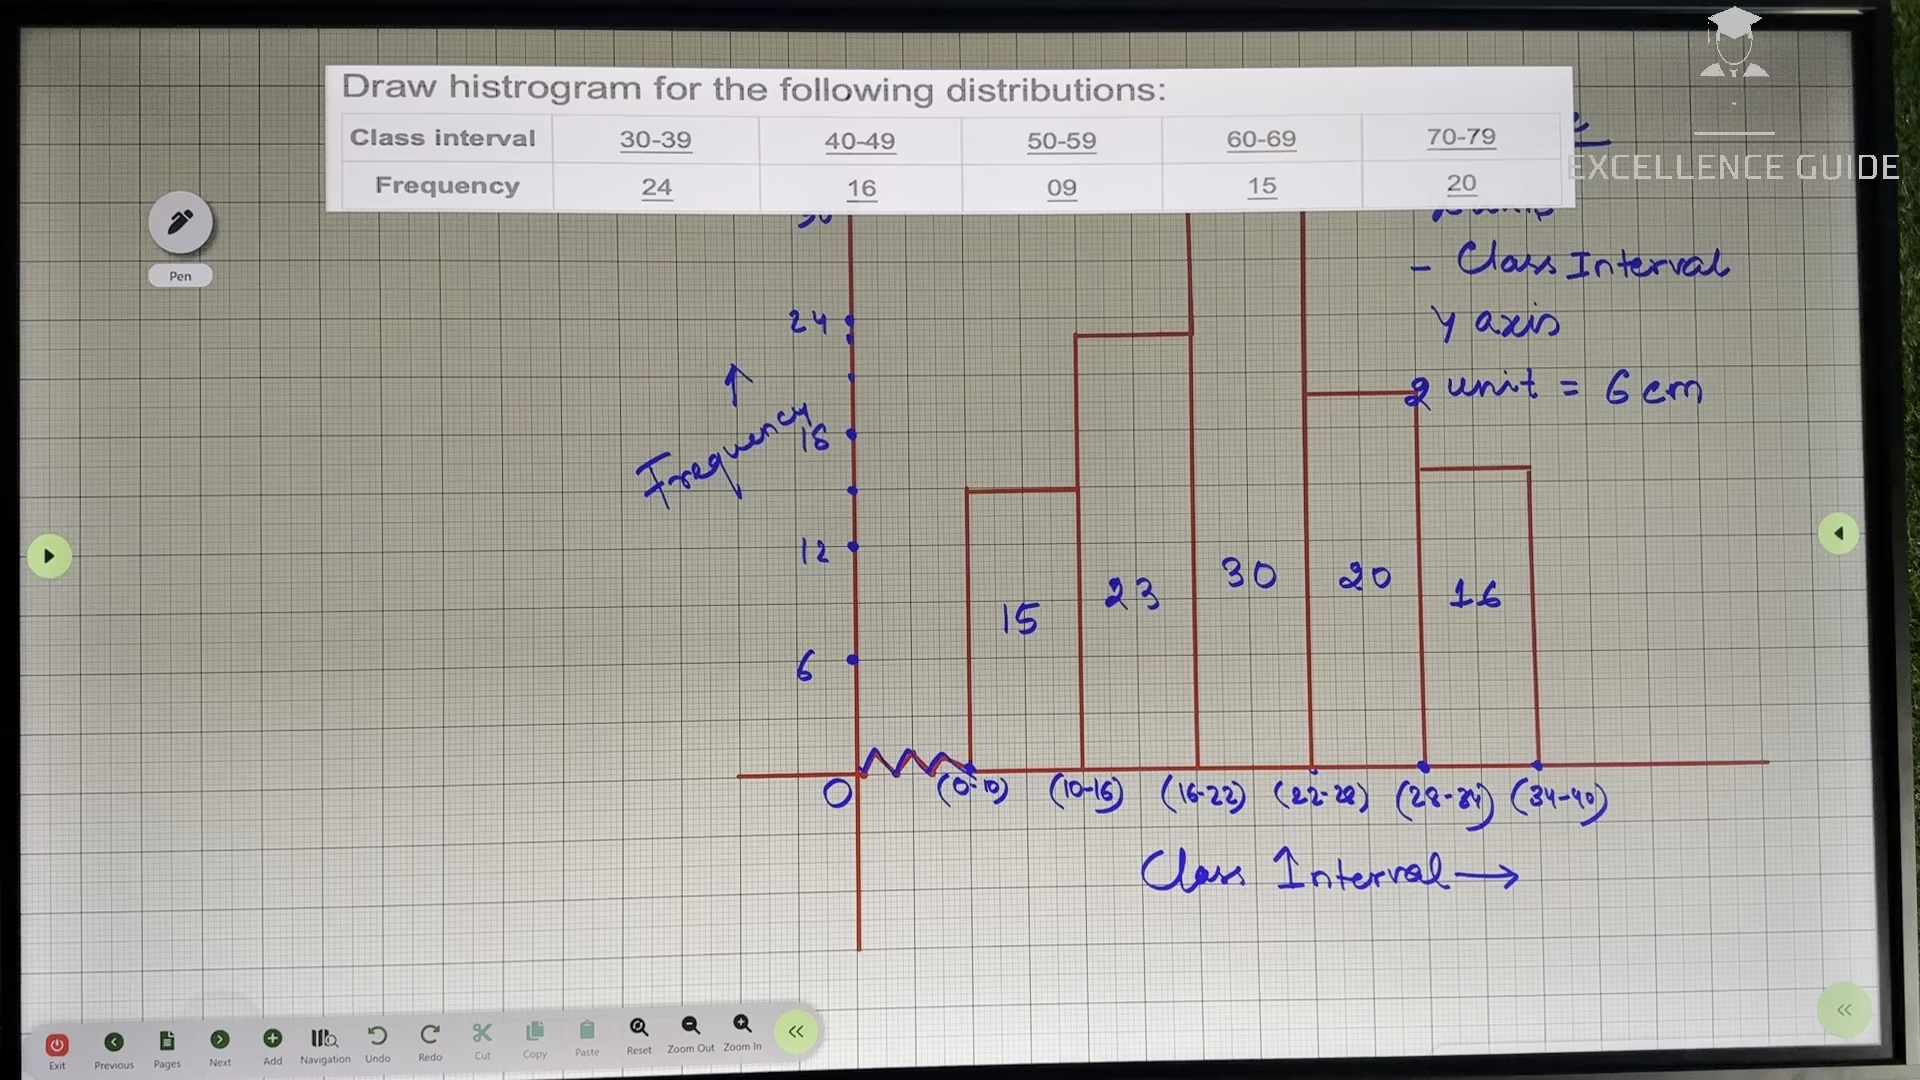 EXCELLENCE GUIDE
Draw histrogram for the following distributions:
Class interval 30-39 40-49 50-59 60-69 70-79
Frequency 24 16 09 15 20
Pen
- Class Interval
Y axis
2 unit = 6 cm
24
18
12
6
Frequency
15 23 30 20 16
O (0-10) (10-16) (16-22) (22-28) (28-34) (34-40)
Class Interval →
Exit Previous Pages Next Add Navigation Undo Redo Cut Copy Paste Reset Zoom Out Zoom In